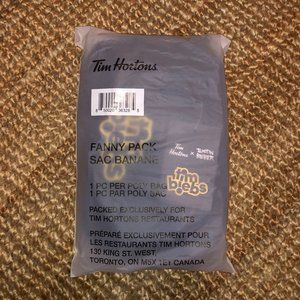 Tim Hortons
FANNY PACK
SAC BANANE
Tim
Hortons
X
1 PC PER POLY BAG
1 PC PAR POLY SAC
PACKED EXCLUSIVELY FOR
TIM HORTONS RESTAURANTS
PRÉPARÉ EXCLUSIVEMENT POUR
LES RESTAURANTS TIM HORTONS
130 KING ST. WEST,
TORONTO, ON M5X 1E1 CANADA